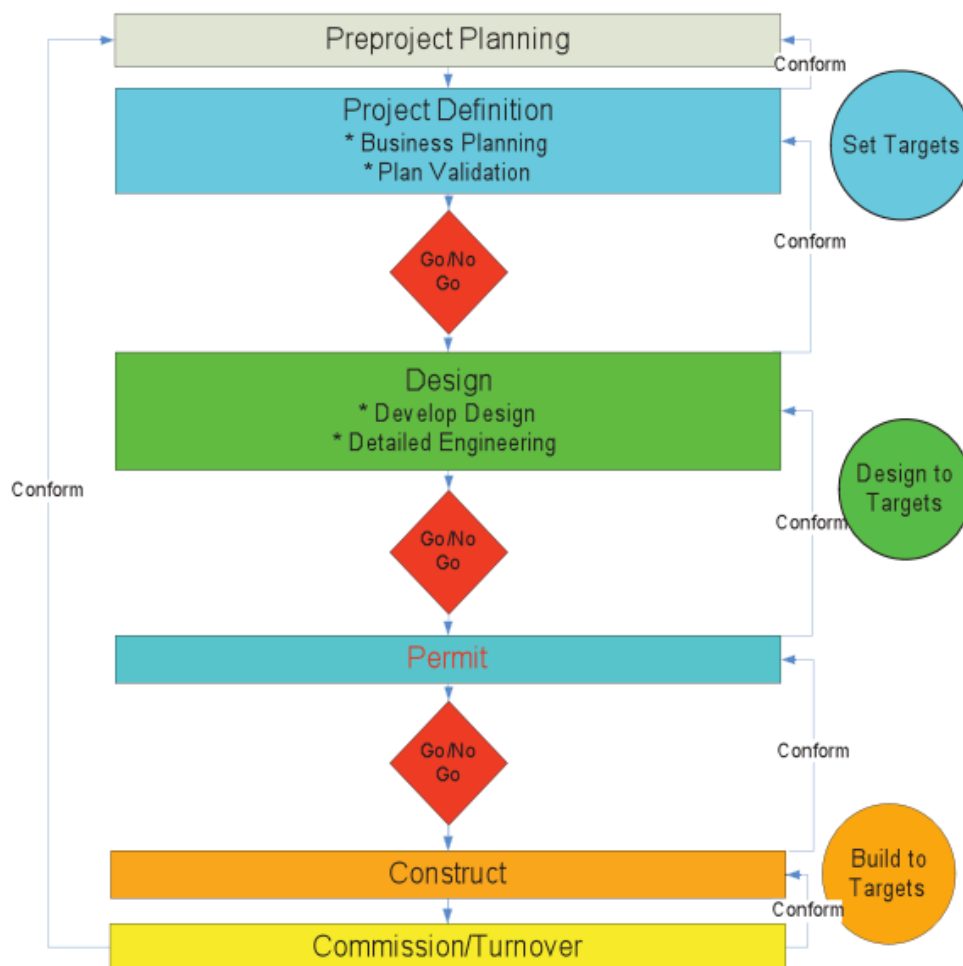 Preproject Planning
Conform
Project Definition
* Business Planning
* Plan Validation
Set Targets
Conform
Go/No
Go
Design
* Develop Design
* Detailed Engineering
Conform
Design to
Targets
Conform
Go/No
Go
Permit
Go/No
Go
Conform
Construct
Build to
Targets
Conform
Commission/Turnover